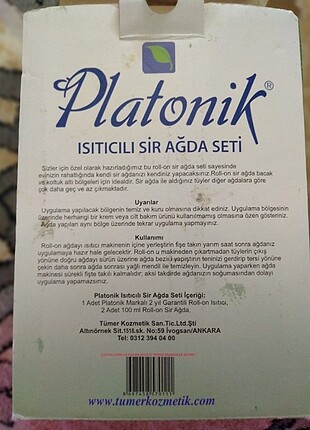 Platonik®
ISITICILI SİR AĞDA SETİ
Sizler için özel olarak hazırladığımız bu roll-on sir ağda seti sayesinde
evinizin rahatlığında kendi sir ağdanızı kendiniz yapacaksınız.Roll-on sir ağda bacak
ve koltuk altı bölgeleri için idealdir. Sir ağda ile aldığınız tüyler diğer ağdalara göre
çok daha geç ve az çıkmaktadır.
Uyarılar
Uygulama yapılacak bölgenin temiz ve kuru olmasına dikkat ediniz. Uygulama bölgesinin
üzerinde herhangi bir krem veya cilt bakım ürünü kullanılmamış olmasına özen gösteriniz.
Ağda yapılan aynı bölge üzerinde tekrar uygulama yapmayınız.
Kullanımı
Roll-on ağdayı ısıtıcı makinenin içine yerleştirin fişe takın yarım saat sonra ağdanız
uygulamaya hazır hale gelecektir. Roll-on u makineden çıkartmadan tüylerin çıkış
yönüne doğru ağdayı sürün üzerine ağda bezini yapıştırın teninizi gerdirip tersi yönüne
çekin daha sonra ağda sonrası yağlı mendil ile temizleyin. Uygulama yaparken ağda
makinesi sürekli fişte takılı kalmalıdır; aksi takdirde ağdanızın soğumasından dolayı
uygulama yapamazsınız.
Platonik Isıtıcılı Sir Ağda Seti İçeriği:
1 Adet Platonik Markalı 2 yıl Garantili Roll-on Isıtıcı,
2 Adet 100 ml Roll-on Sir Ağda.
Tümer Kozmetik San.Tic.Ltd.Şti
Altınörnek Sit.151.sk. No:59 İvogsan/ANKARA
Tel: 0312 394 04 00
www.tumerkozmetik.com